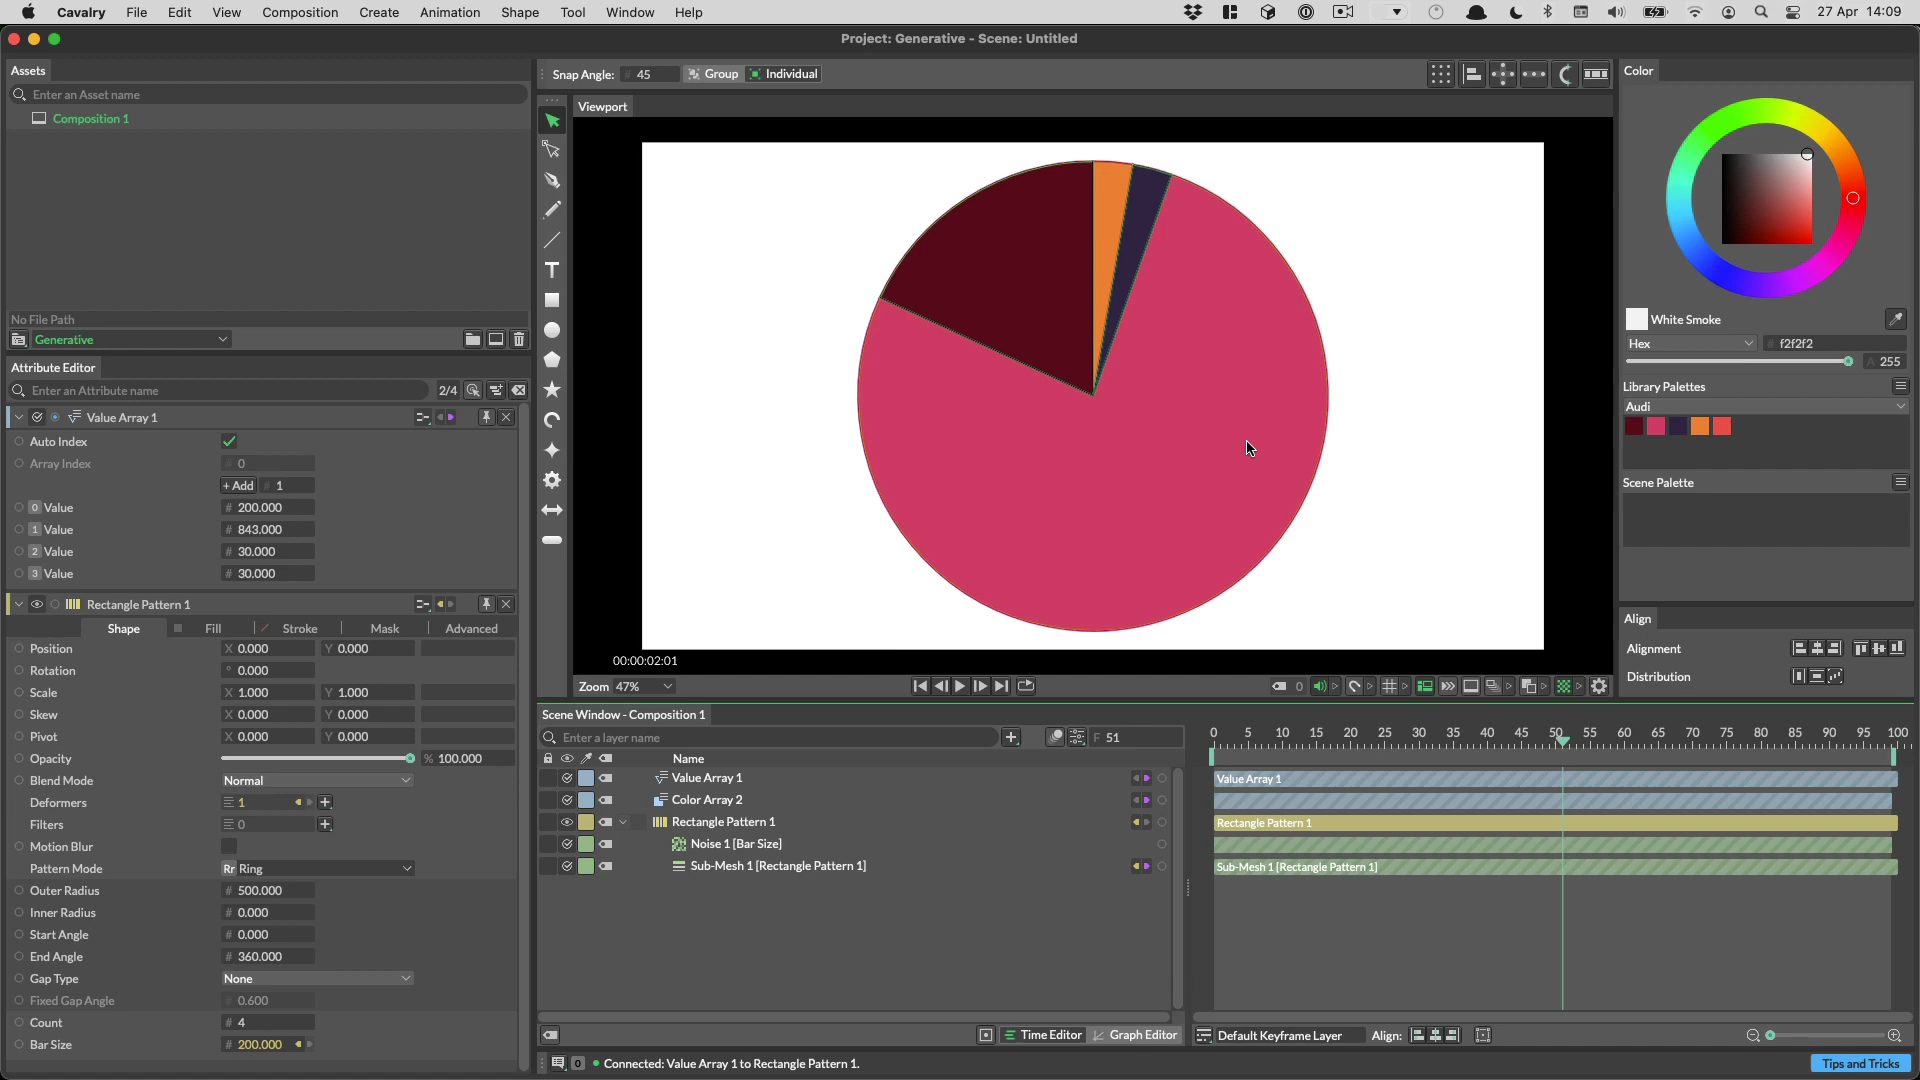 Cavalry File Edit View Composition Create Animation Shape Tool Window Help 27 Apr 14:09
Project: Generative - Scene: Untitled
Assets
Enter an Asset name
Composition 1
No File Path
Generative
Attribute Editor
Enter an Attribute name 2/4
Value Array 1
Auto Index
Array Index # 0
+ Add # 1
0 Value # 200.000
1 Value # 843.000
2 Value # 30.000
3 Value # 30.000
Rectangle Pattern 1
Shape Fill Stroke Mask Advanced
Position X 0.000 Y 0.000
Rotation ° 0.000
Scale X 1.000 Y 1.000
Skew X 0.000 Y 0.000
Pivot X 0.000 Y 0.000
Opacity % 100.000
Blend Mode Normal
Deformers 1
Filters 0
Motion Blur
Pattern Mode Rr Ring
Outer Radius # 500.000
Inner Radius # 0.000
Start Angle # 0.000
End Angle # 360.000
Gap Type None
Fixed Gap Angle # 0.600
Count # 4
Bar Size # 200.000
Snap Angle: # 45 Group Individual
Viewport
00:00:02:01
Zoom 47% 0
Scene Window - Composition 1
Enter a layer name F 51
Name
Value Array 1
Color Array 2
Rectangle Pattern 1
Noise 1 [Bar Size]
Sub-Mesh 1 [Rectangle Pattern 1]
0 5 10 15 20 25 30 35 40 45 50 55 60 65 70 75 80 85 90 95 100
Value Array 1
Rectangle Pattern 1
Sub-Mesh 1 [Rectangle Pattern 1]
Time Editor Graph Editor Default Keyframe Layer Align:
0 Connected: Value Array 1 to Rectangle Pattern 1.
Tips and Tricks
Color
White Smoke
Hex # f2f2f2
A 255
Library Palettes
Audi
Scene Palette
Align
Alignment
Distribution